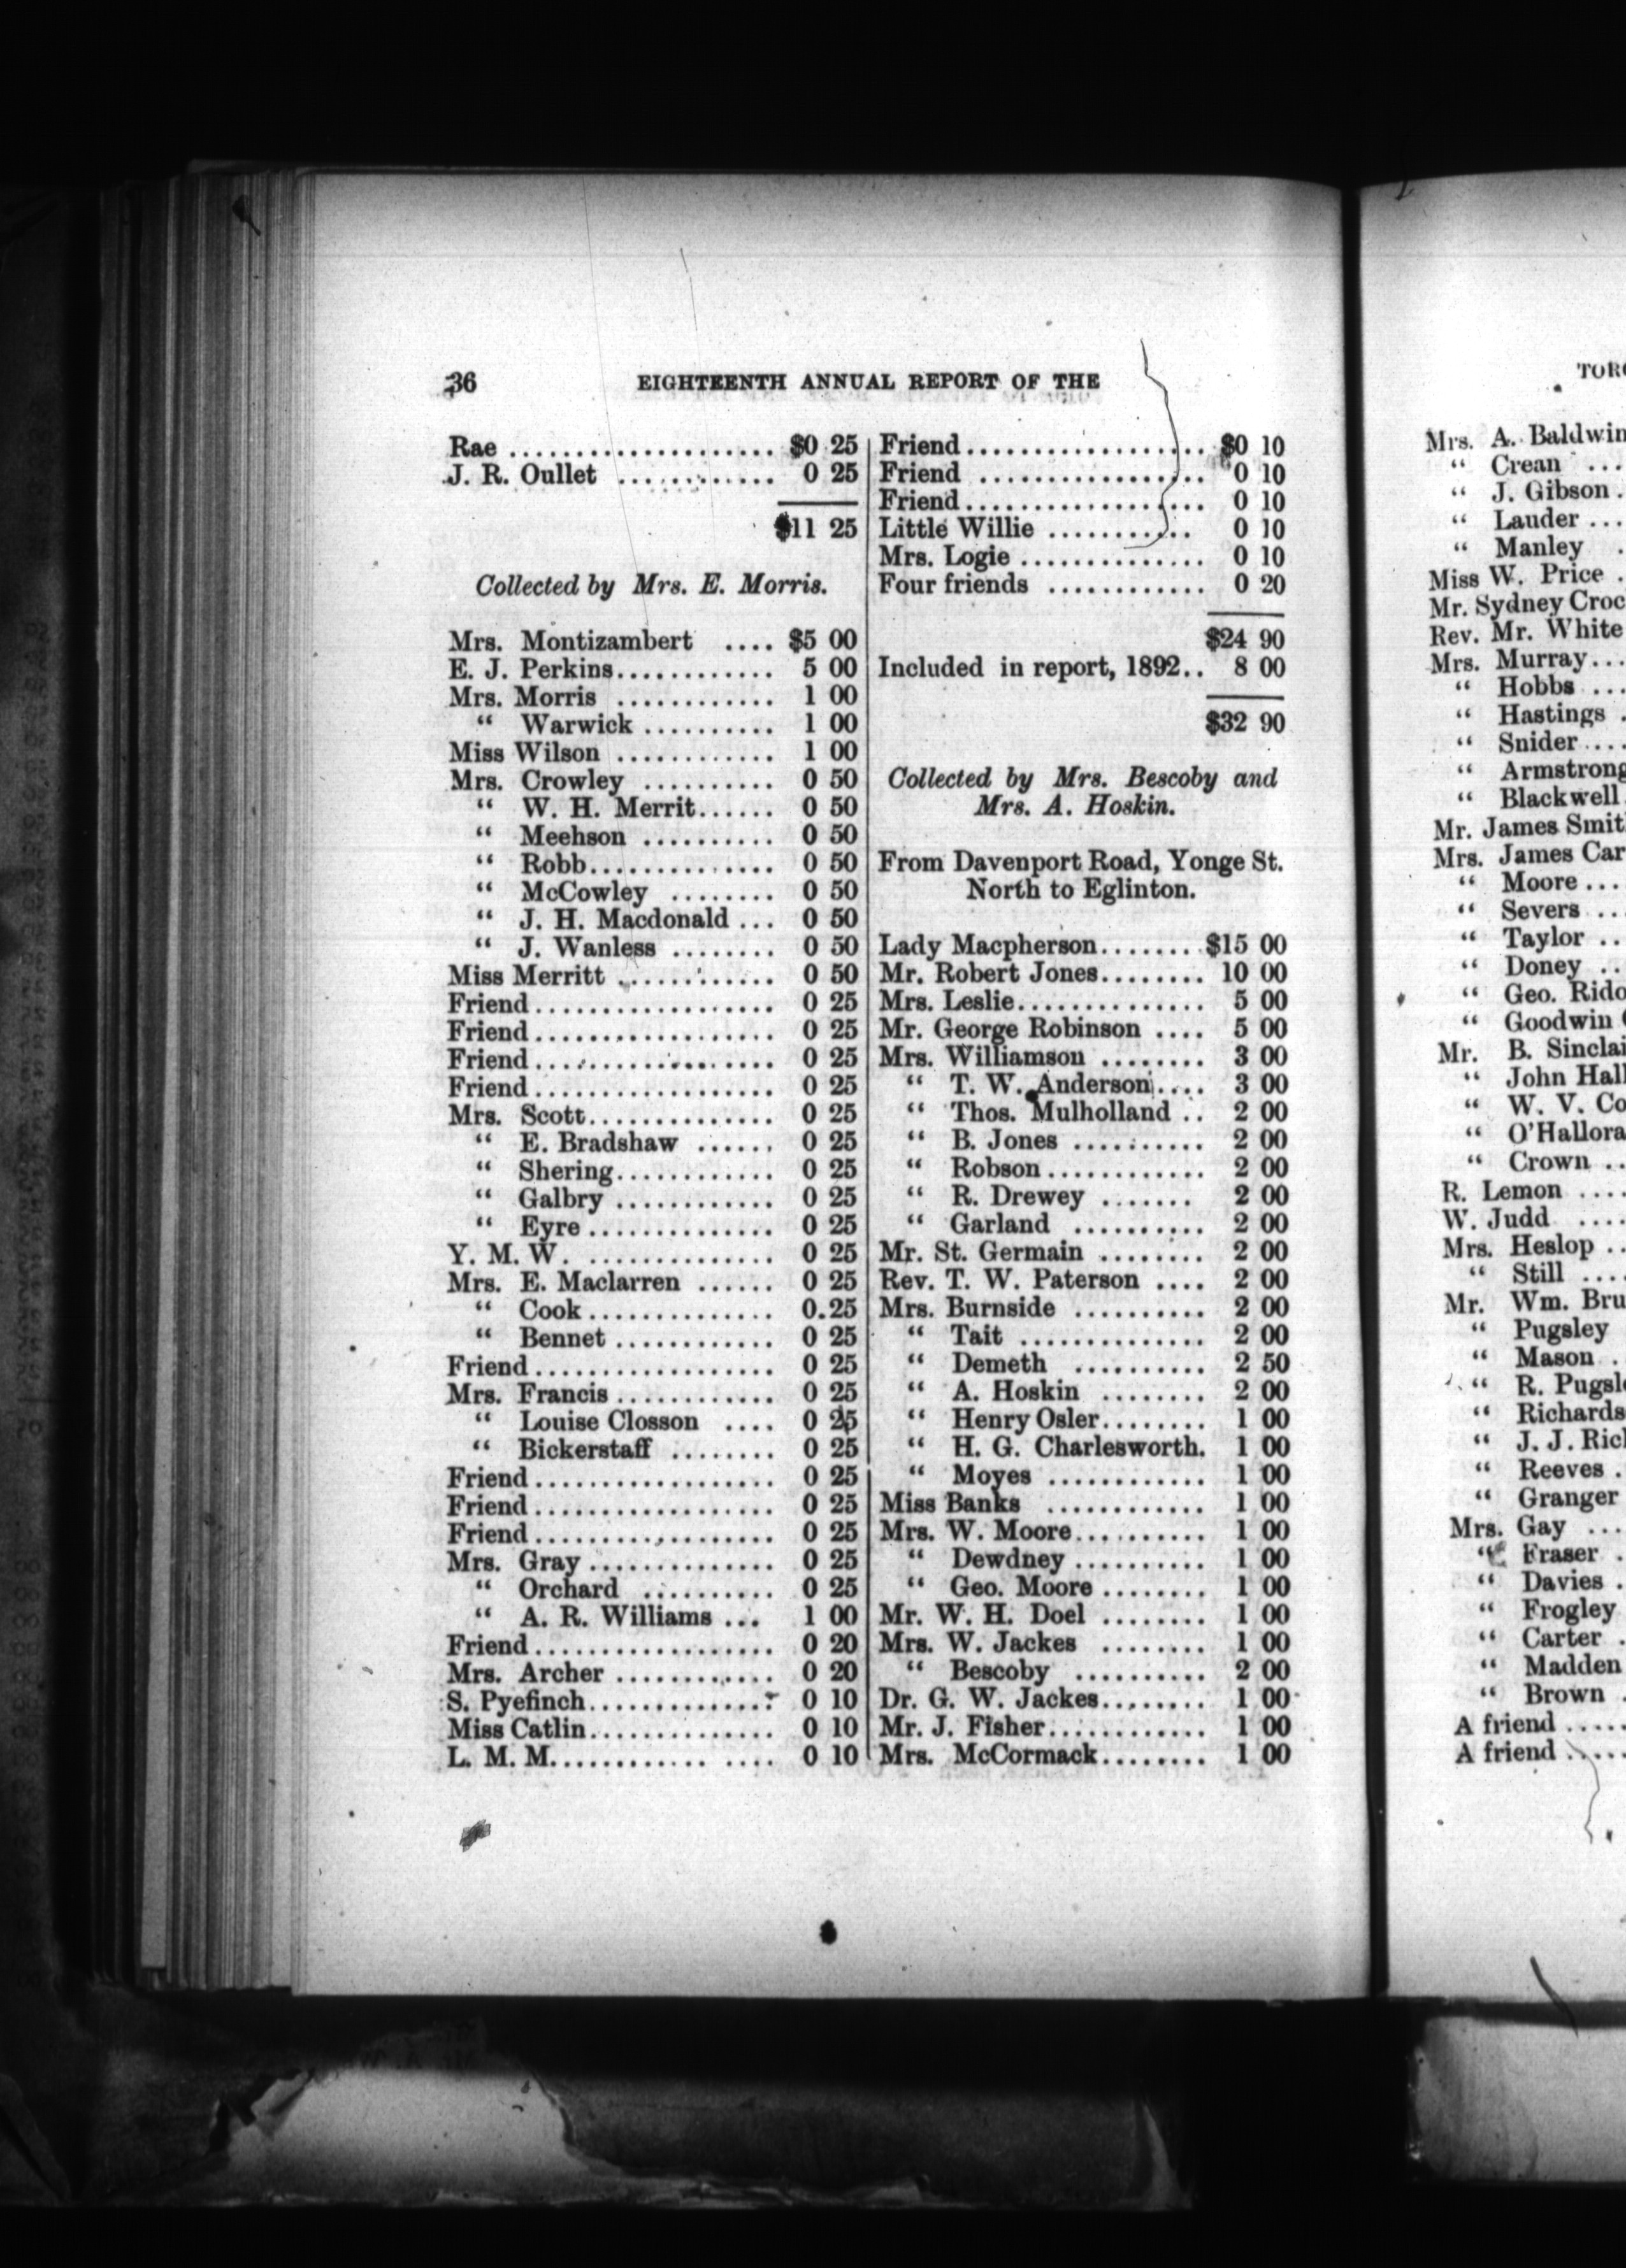 36 EIGHTEENTH ANNUAL REPORT OF THE
Rae .................... $0 25
J. R. Oullet ............ 0 25
$11 25
Collected by Mrs. E. Morris.
Mrs. Montizambert .... $5 00
E. J. Perkins............ 5 00
Mrs. Morris ............ 1 00
“ Warwick .......... 1 00
Miss Wilson ............ 1 00
Mrs. Crowley .......... 0 50
“ W. H. Merrit...... 0 50
“ Meehson .......... 0 50
“ Robb.............. 0 50
“ McCowley ........ 0 50
“ J. H. Macdonald ... 0 50
“ J. Wanless ........ 0 50
Miss Merritt ............ 0 50
Friend.................. 0 25
Friend.................. 0 25
Friend.................. 0 25
Friend.................. 0 25
Mrs. Scott.............. 0 25
“ E. Bradshaw ...... 0 25
“ Shering............ 0 25
“ Galbry ............ 0 25
“ Eyre .............. 0 25
Y. M. W. .............. 0 25
Mrs. E. Maclarren ...... 0 25
“ Cook.............. 0.25
“ Bennet ............ 0 25
Friend.................. 0 25
Mrs. Francis ............ 0 25
“ Louise Closson .... 0 25
“ Bickerstaff ........ 0 25
Friend.................. 0 25
Friend.................. 0 25
Friend.................. 0 25
Mrs. Gray .............. 0 25
“ Orchard .......... 0 25
“ A. R. Williams ... 1 00
Friend.................. 0 20
Mrs. Archer ............ 0 20
S. Pyefinch.............. 0 10
Miss Catlin.............. 0 10
L. M. M............ .... 0 10
Friend.................. $0 10
Friend ................. 0 10
Friend.................. 0 10
Little Willie ........... 0 10
Mrs. Logie .............. 0 10
Four friends ............ 0 20
$24 90
Included in report, 1892.. 8 00
$32 90
Collected by Mrs. Bescoby and
Mrs. A. Hoskin.
From Davenport Road, Yonge St.
North to Eglinton.
Lady Macpherson....... $15 00
Mr. Robert Jones........ 10 00
Mrs. Leslie.............. 5 00
Mr. George Robinson .... 5 00
Mrs. Williamson ........ 3 00
“ T. W. Anderson.... 3 00
“ Thos. Mulholland .. 2 00
“ B. Jones .......... 2 00
“ Robson............ 2 00
“ R. Drewey ....... 2 00
“ Garland .......... 2 00
Mr. St. Germain ........ 2 00
Rev. T. W. Paterson .... 2 00
Mrs. Burnside .......... 2 00
“ Tait .............. 2 00
“ Demeth .......... 2 50
“ A. Hoskin ........ 2 00
“ Henry Osler........ 1 00
“ H. G. Charlesworth. 1 00
“ Moyes ............ 1 00
Miss Banks ............ 1 00
Mrs. W. Moore.......... 1 00
“ Dewdney .......... 1 00
“ Geo. Moore ........ 1 00
Mr. W. H. Doel ........ 1 00
Mrs. W. Jackes ........ 1 00
“ Bescoby .......... 2 00
Dr. G. W. Jackes........ 1 00
Mr. J. Fisher............ 1 00
Mrs. McCormack........ 1 00
Mrs. A. Baldwin
“ Crean ...
“ J. Gibson.
“ Lauder ...
“ Manley .
Miss W. Price .
Mr. Sydney
Rev. Mr. White
Mrs. Murray...
“ Hobbs ...
“ Hastings .
“ Snider....
“ Armstrong
“ Blackwell
Mr. James
Mrs. James
“ Moore...
“ Severs ..
“ Taylor ..
“ Doney ..
“ Geo.
“ Goodwin
Mr. B.
“ John
“ W. V.
“
“ Crown ..
R. Lemon ....
W. Judd ....
Mrs. Heslop ..
“ Still ....
Mr. Wm.
“ Pugsley
“ Mason .
“ R.
“
“ J. J.
“ Reeves .
“ Granger
Mrs. Gay ...
“ Fraser .
“ Davies .
“ Frogley
“ Carter .
“ Madden
“ Brown .
A friend .....
A friend .....